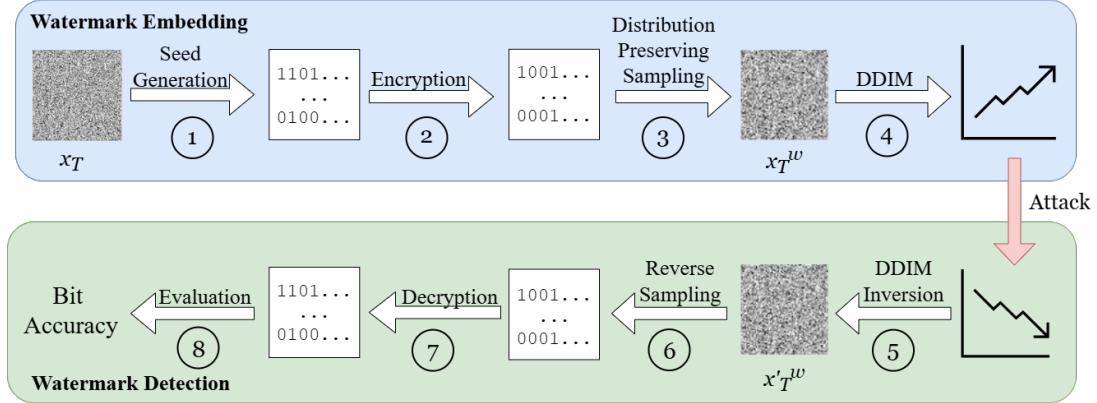 Watermark Embedding
Seed
Generation
1
x_T
1101...
...
0100...
Encryption
2
1001...
...
0001...
Distribution
Preserving
Sampling
3
x_T^w
DDIM
4
Attack
DDIM
Inversion
5
x'_T^w
Reverse
Sampling
6
1001...
...
0001...
Decryption
7
1101...
...
0100...
Evaluation
8
Bit
Accuracy
Watermark Detection